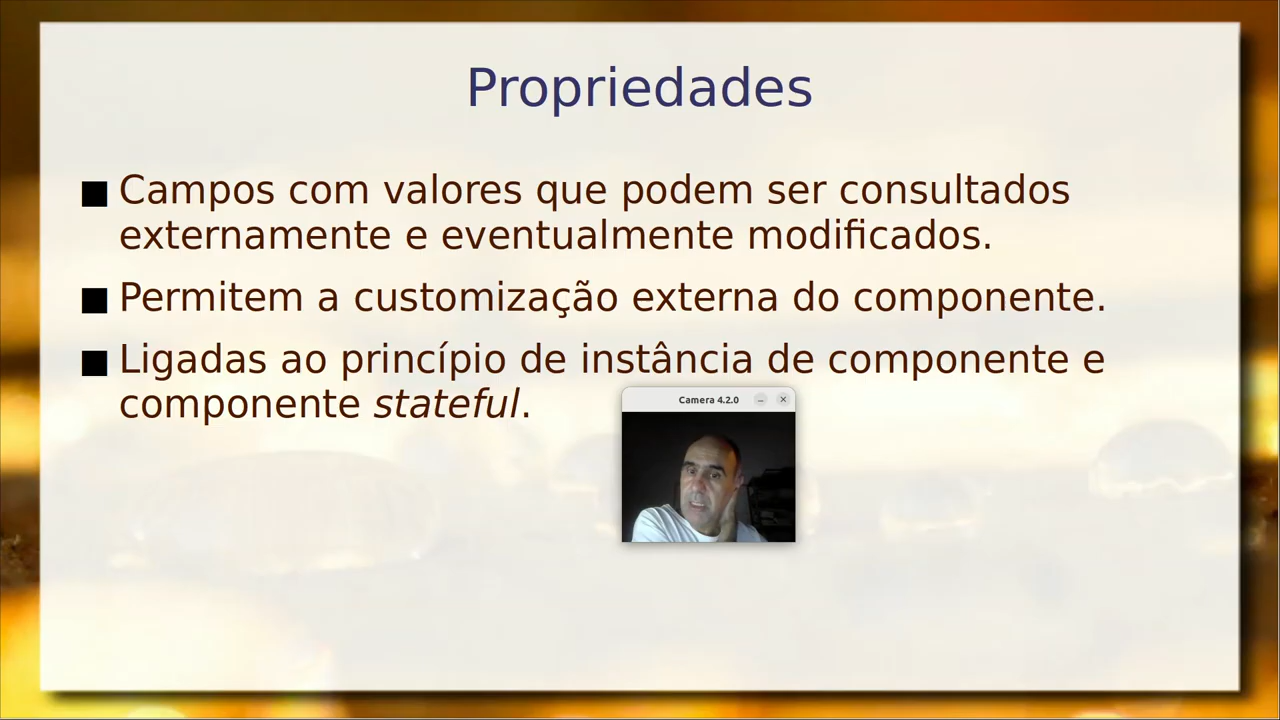 Propriedades
Campos com valores que podem ser consultados
externamente e eventualmente modificados.
Permitem a customização externa do componente.
Ligadas ao princípio de instância de componente e
componente stateful.
Camera 4.2.0